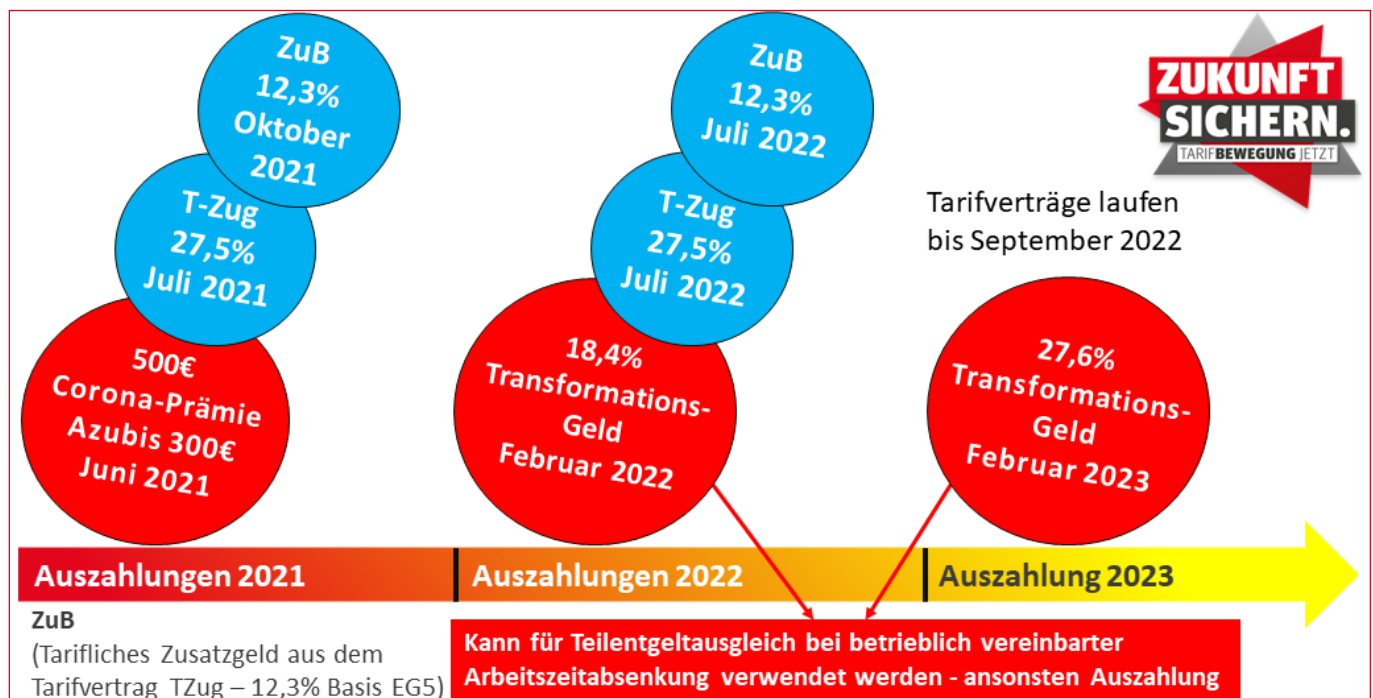 ZuB
12,3%
Oktober
2021
T-Zug
27,5%
Juli 2021
500€
Corona-Prämie
Azubis 300€
Juni 2021
ZuB
12,3%
Juli 2022
T-Zug
27,5%
Juli 2022
18,4%
Transformations-
Geld
Februar 2022
ZUKUNFT
SICHERN.
TARIFBEWEGUNG JETZT
Tarifverträge laufen
bis September 2022
27,6%
Transformations-
Geld
Februar 2023
Auszahlungen 2021
Auszahlungen 2022
Auszahlung 2023
ZuB
(Tarifliches Zusatzgeld aus dem
Tarifvertrag TZug – 12,3% Basis EG5)
Kann für Teilentgeltausgleich bei betrieblich vereinbarter
Arbeitszeitabsenkung verwendet werden - ansonsten Auszahlung